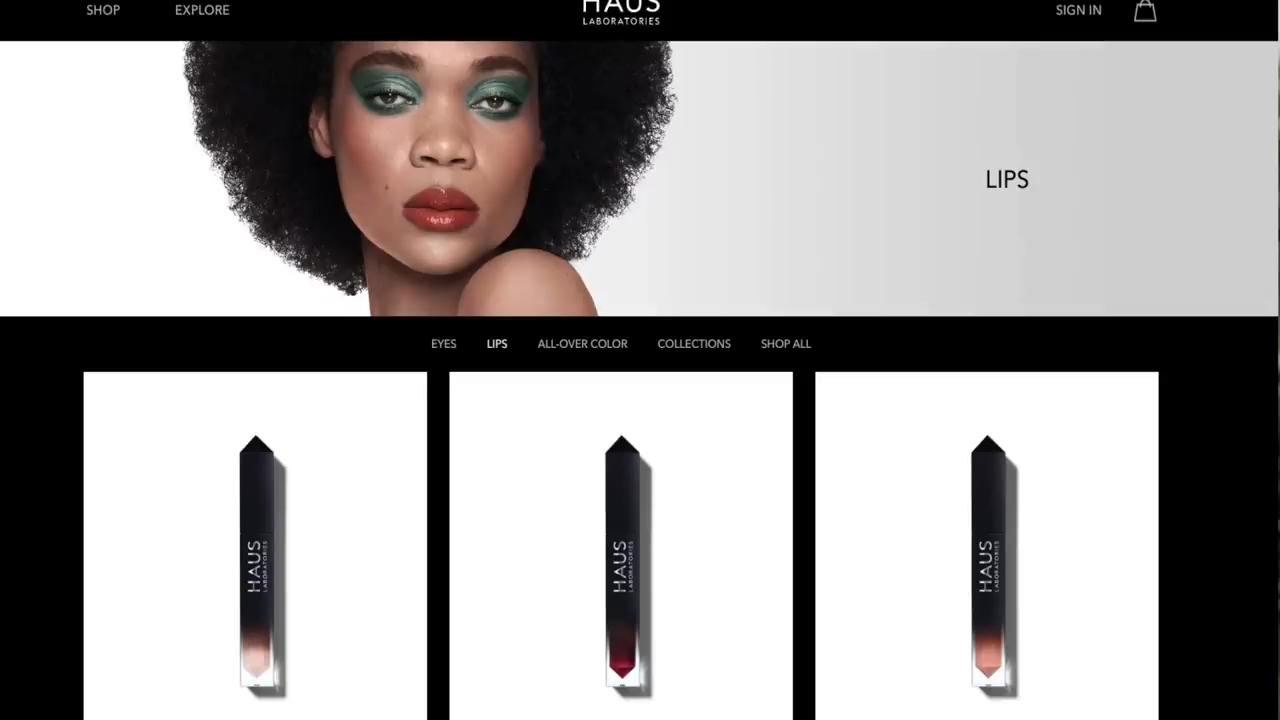 SHOP
EXPLORE
HAUS
LABORATORIES
SIGN IN
LIPS
EYES
LIPS
ALL-OVER COLOR
COLLECTIONS
SHOP ALL
HAUS
LABORATORIES
HAUS
LABORATORIES
HAUS
LABORATORIES